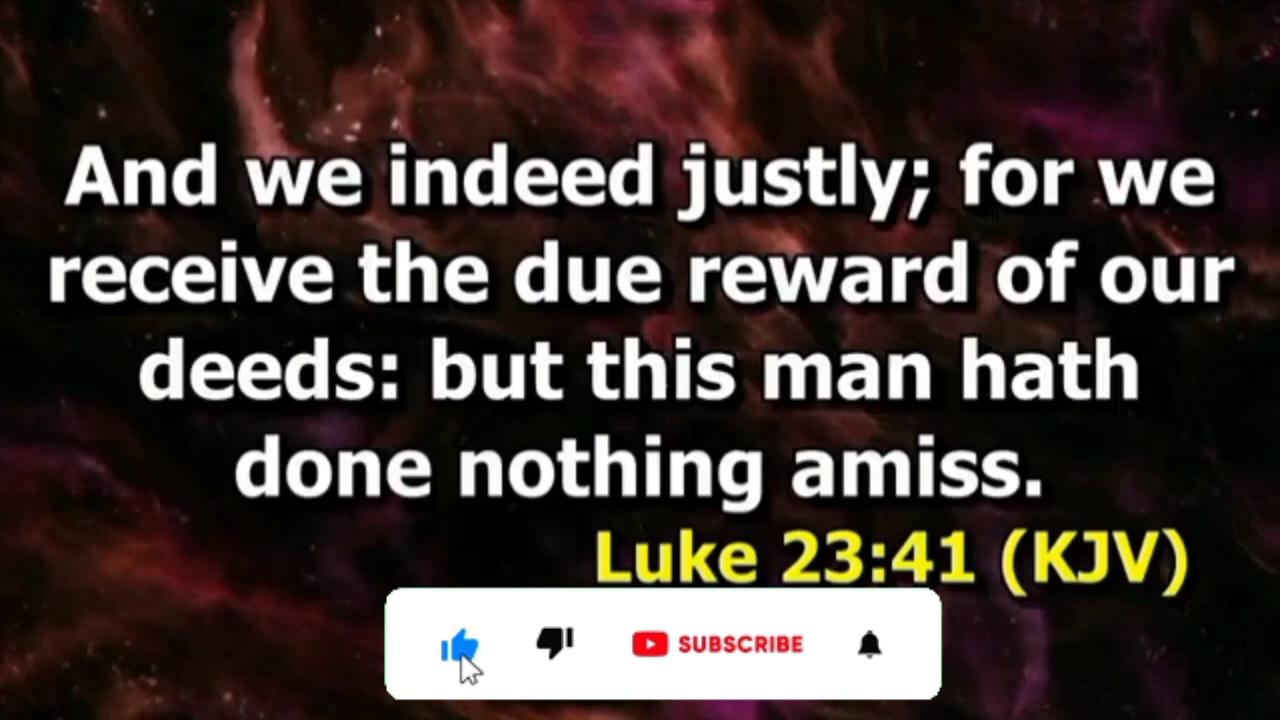 And we indeed justly; for we
receive the due reward of our
deeds: but this man hath
done nothing amiss.
Luke 23:41 (KJV)
SUBSCRIBE